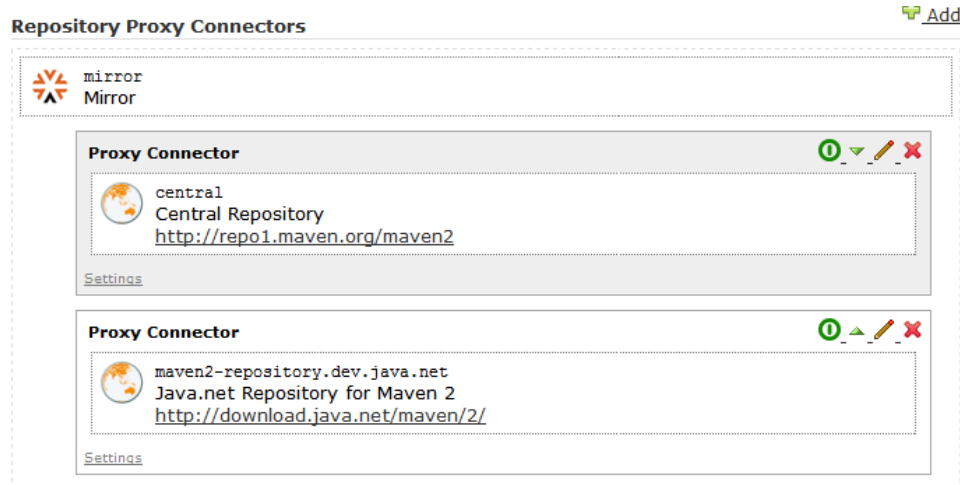 Add
Repository Proxy Connectors
mirror
Mirror
Proxy Connector
central
Central Repository
http://repo1.maven.org/maven2
Settings
Proxy Connector
maven2-repository.dev.java.net
Java.net Repository for Maven 2
http://download.java.net/maven/2/
Settings